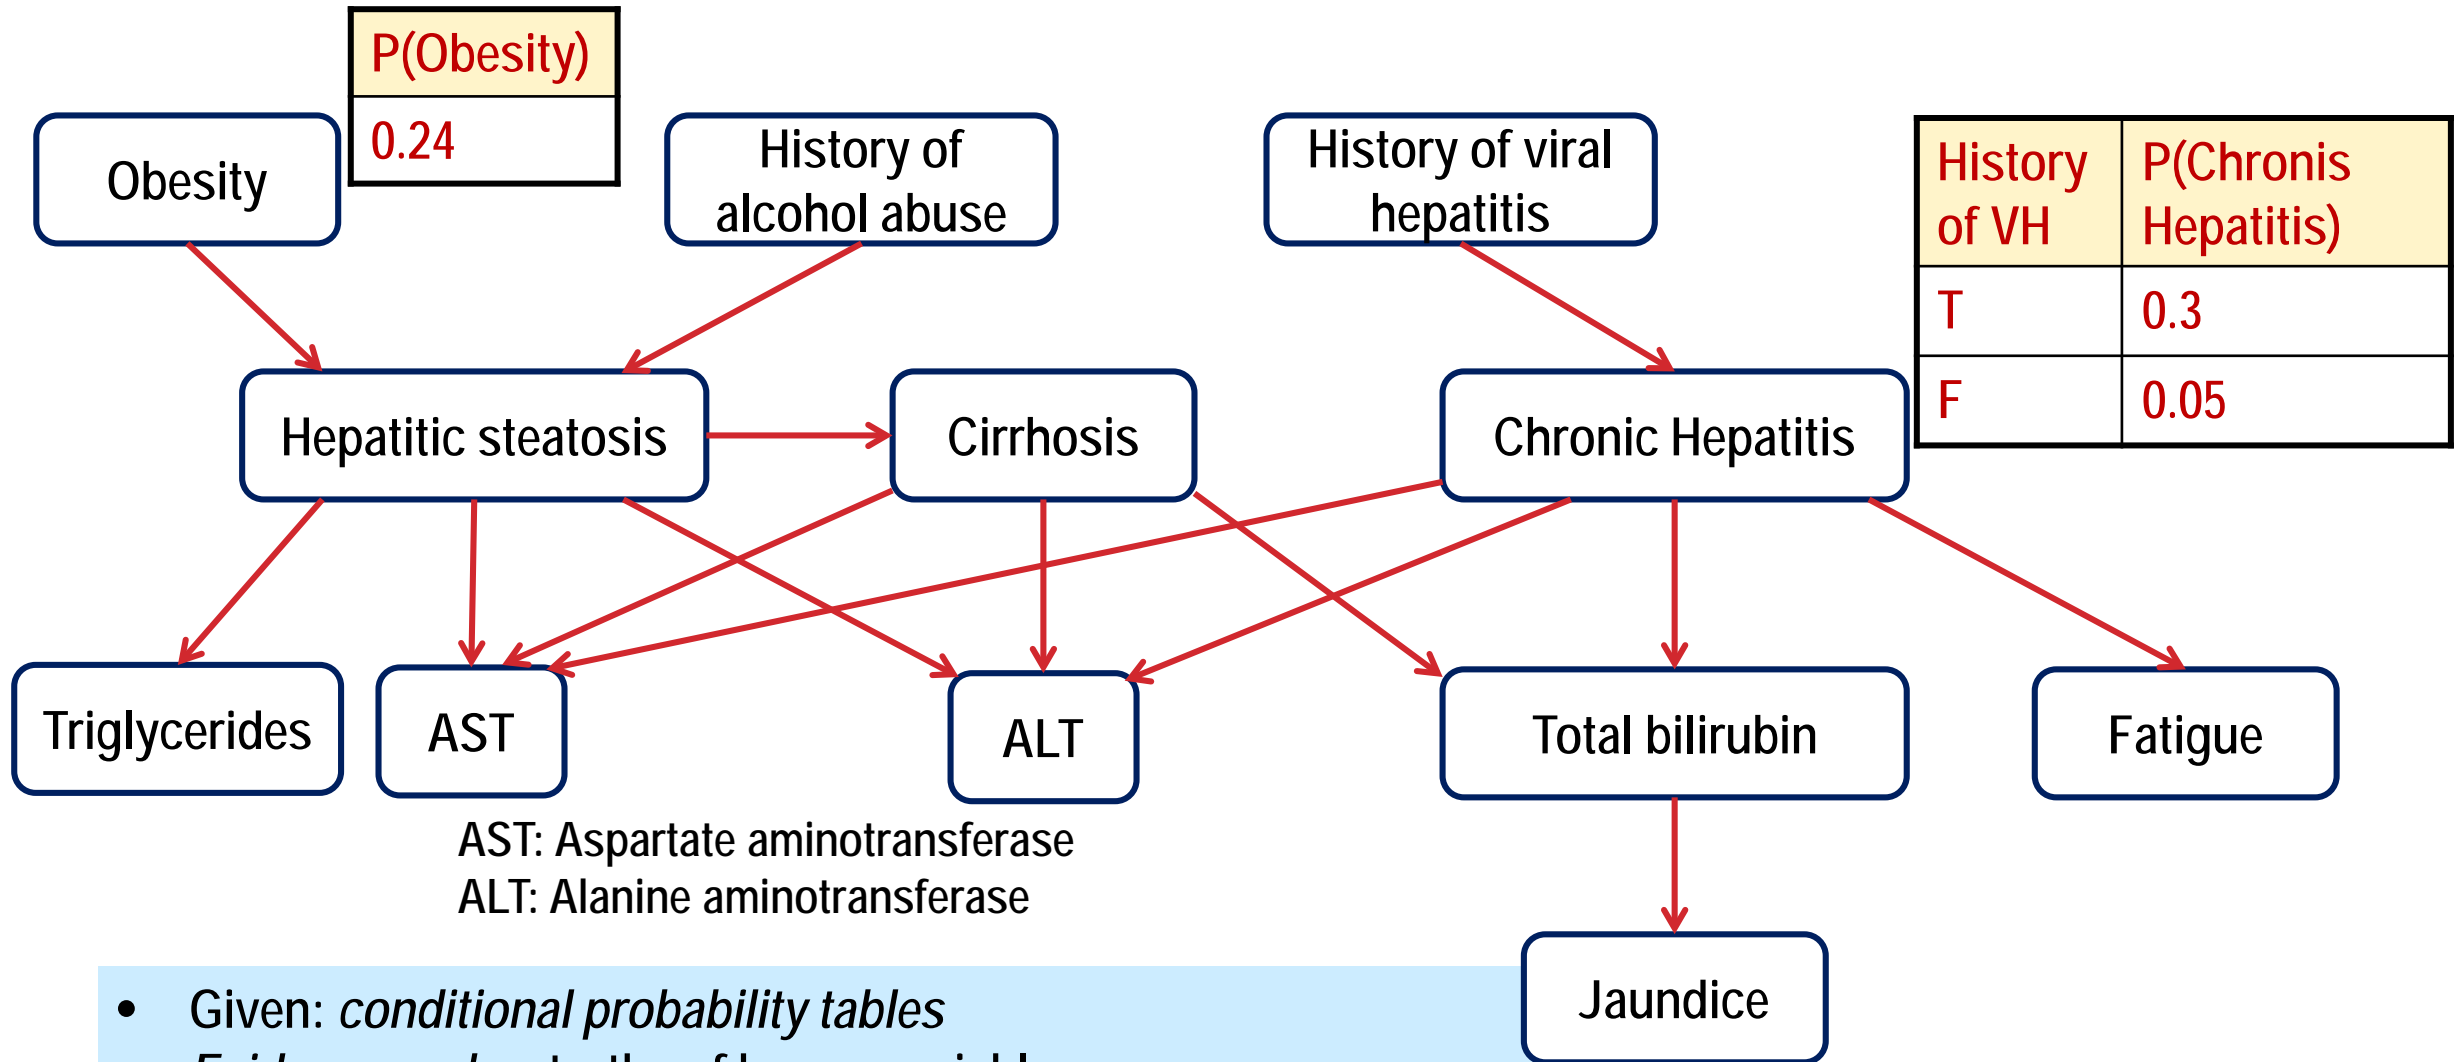 P(Obesity)
0.24
Obesity
History of
alcohol abuse
History of viral
hepatitis
History
of VH
P(Chronis
Hepatitis)
T
0.3
F
0.05
Hepatitic steatosis
Cirrhosis
Chronic Hepatitis
Triglycerides
AST
ALT
Total bilirubin
Fatigue
AST: Aspartate aminotransferase
ALT: Alanine aminotransferase
Jaundice
• Given: conditional probability tables